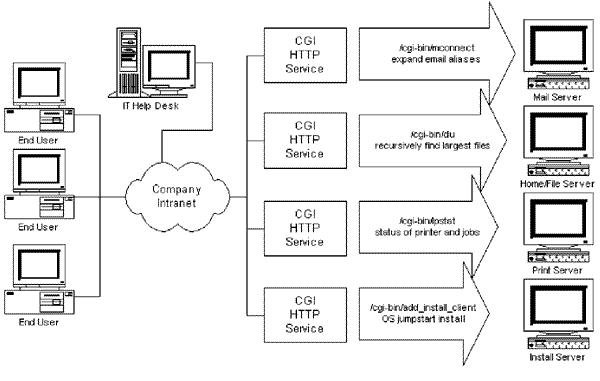 IT Help Desk
End User
End User
End User
Company
Intranet
CGI
HTTP
Service
/cgi-bin/mconnect
expand email aliases
Mail Server
CGI
HTTP
Service
/cgi-bin/du
recursively find largest files
Home/File Server
CGI
HTTP
Service
/cgi-bin/lpstat
status of printer and jobs
Print Server
CGI
HTTP
Service
/cgi-bin/add_install_client
OS jumpstart install
Install Server